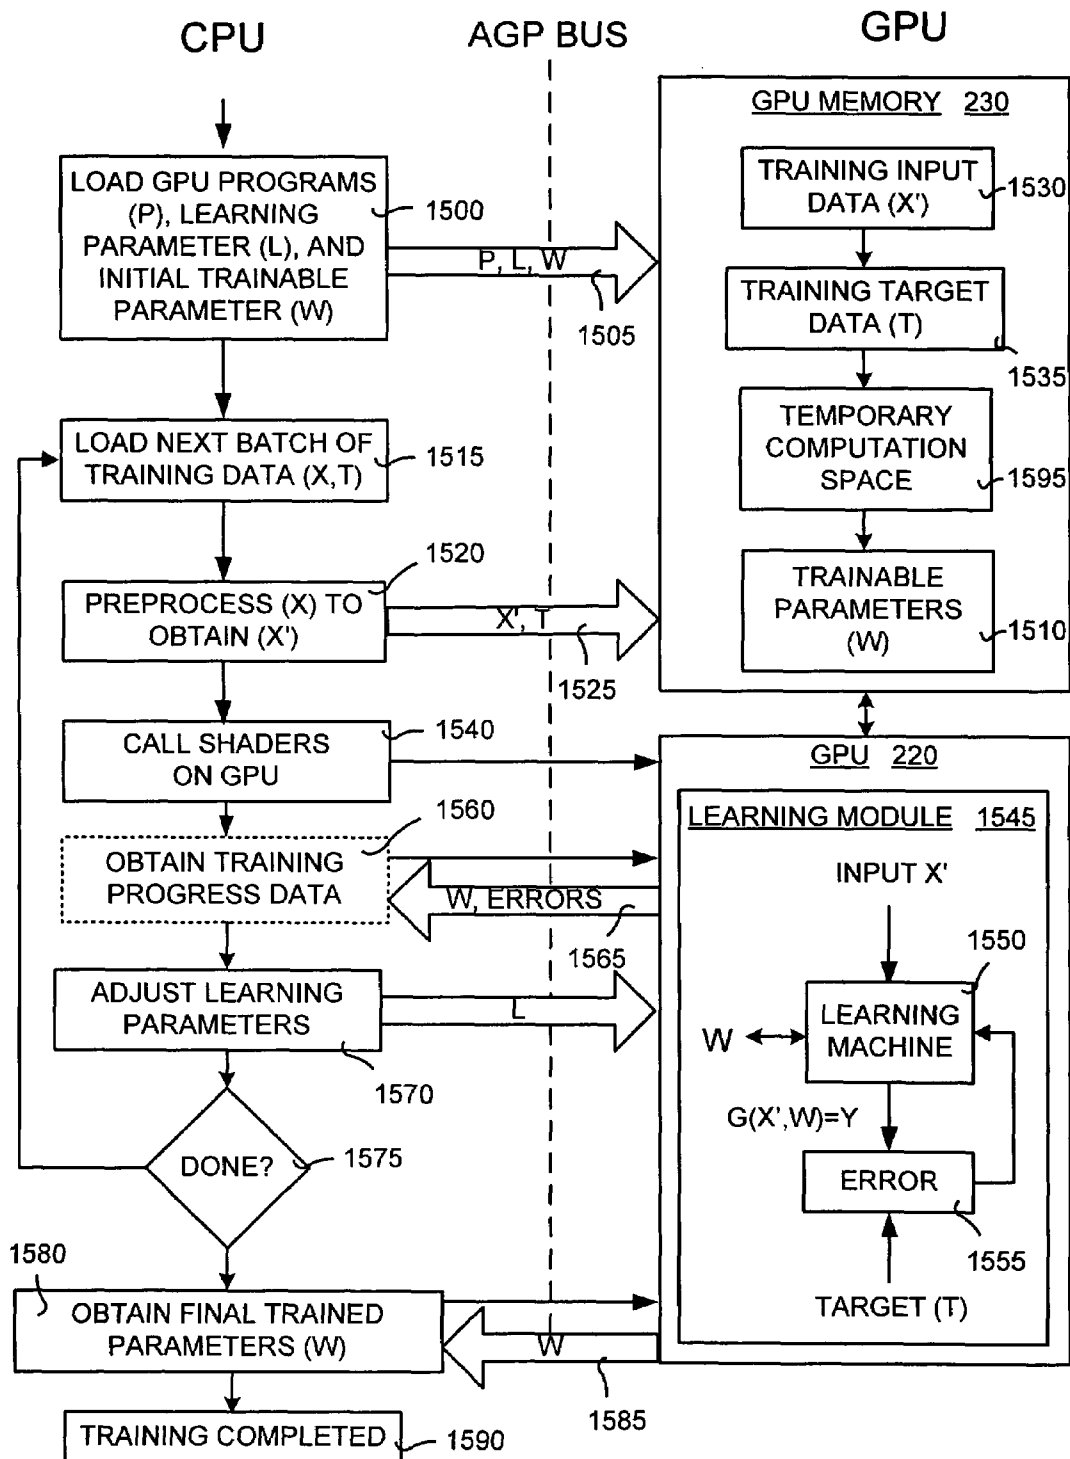 CPU
AGP BUS
GPU
LOAD GPU PROGRAMS
(P), LEARNING
PARAMETER (L), AND
INITIAL TRAINABLE
PARAMETER (W)
1500
P, L, W
1505
LOAD NEXT BATCH OF
TRAINING DATA (X,T)
1515
PREPROCESS (X) TO
OBTAIN (X')
1520
X', T
1525
CALL SHADERS
ON GPU
1540
OBTAIN TRAINING
PROGRESS DATA
1560
W, ERRORS
1565
ADJUST LEARNING
PARAMETERS
1570
L
DONE?
1575
1580
OBTAIN FINAL TRAINED
PARAMETERS (W)
W
1585
TRAINING COMPLETED
1590
GPU MEMORY 230
TRAINING INPUT
DATA (X')
1530
TRAINING TARGET
DATA (T)
1535
TEMPORARY
COMPUTATION
SPACE
1595
TRAINABLE
PARAMETERS
(W)
1510
GPU 220
LEARNING MODULE 1545
INPUT X'
1550
LEARNING
MACHINE
W
G(X',W)=Y
ERROR
1555
TARGET (T)